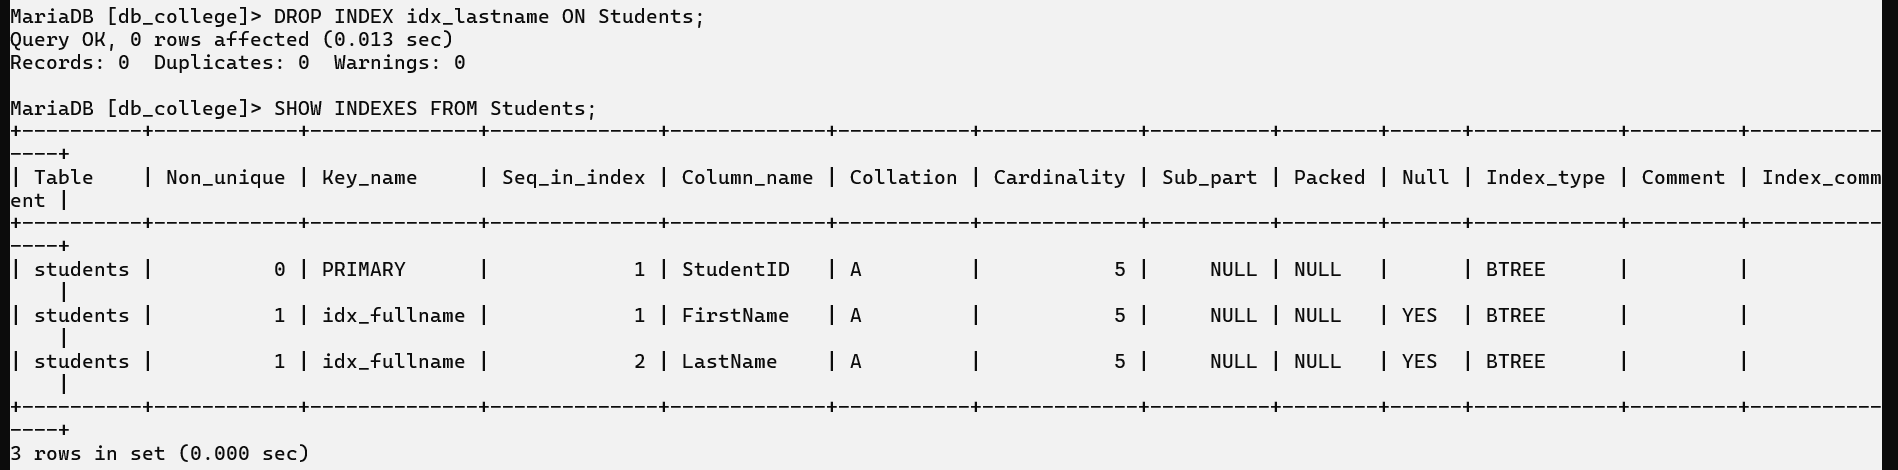 MariaDB [db_college]> DROP INDEX idx_lastname ON Students;
Query OK, 0 rows affected (0.013 sec)
Records: 0  Duplicates: 0  Warnings: 0

MariaDB [db_college]> SHOW INDEXES FROM Students;
+----------+------------+--------------+--------------+-------------+-----------+-------------+----------+--------+------+------------+---------+-----------
----+
| Table    | Non_unique | Key_name     | Seq_in_index | Column_name | Collation | Cardinality | Sub_part | Packed | Null | Index_type | Comment | Index_comm
ent |
+----------+------------+--------------+--------------+-------------+-----------+-------------+----------+--------+------+------------+---------+-----------
----+
| students |          0 | PRIMARY      |            1 | StudentID   | A         |           5 |     NULL | NULL   |      | BTREE      |         |
    |
| students |          1 | idx_fullname |            1 | FirstName   | A         |           5 |     NULL | NULL   | YES  | BTREE      |         |
    |
| students |          1 | idx_fullname |            2 | LastName    | A         |           5 |     NULL | NULL   | YES  | BTREE      |         |
    |
+----------+------------+--------------+--------------+-------------+-----------+-------------+----------+--------+------+------------+---------+-----------
----+
3 rows in set (0.000 sec)